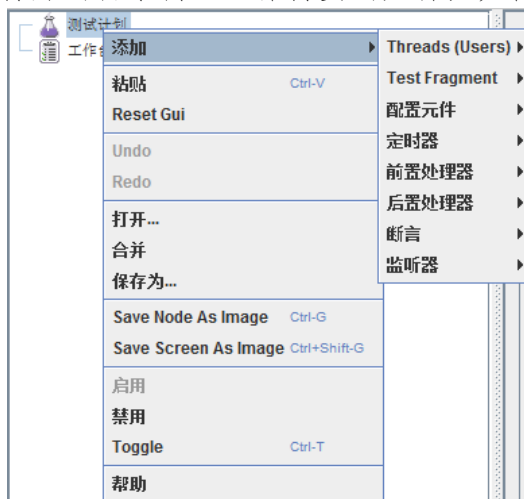 测试计划
工作台
添加
粘贴 Ctrl-V
Reset Gui
Undo
Redo
打开...
合并
保存为...
Save Node As Image Ctrl-G
Save Screen As Image Ctrl+Shift-G
启用
禁用
Toggle Ctrl-T
帮助
Threads (Users)
Test Fragment
配置元件
定时器
前置处理器
后置处理器
断言
监听器